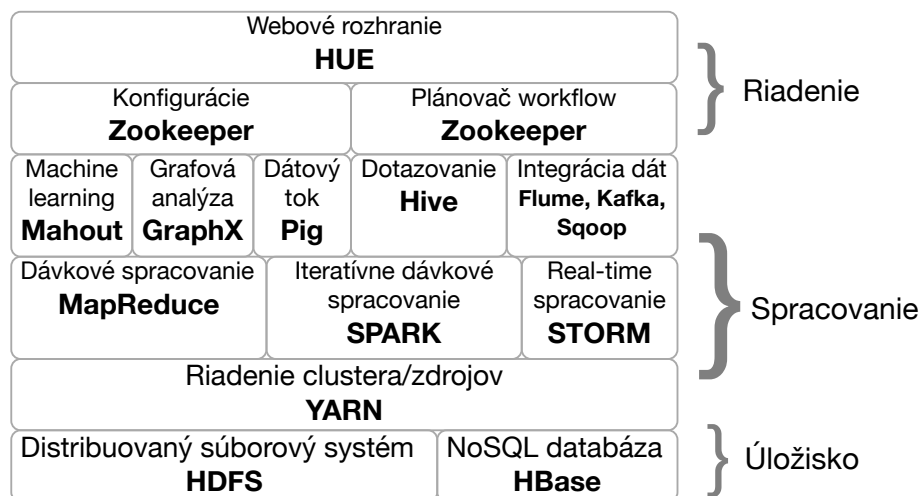 Webové rozhranie
HUE
Konfigurácie
Zookeeper
Plánovač workflow
Zookeeper
Riadenie
Machine
learning
Mahout
Grafová
analýza
GraphX
Dátový
tok
Pig
Dotazovanie
Hive
Integrácia dát
Flume, Kafka,
Sqoop
Dávkové spracovanie
MapReduce
Iteratívne dávkové
spracovanie
SPARK
Real-time
spracovanie
STORM
Spracovanie
Riadenie clustera/zdrojov
YARN
Distribuovaný súborový systém
HDFS
NoSQL databáza
HBase
Úložisko